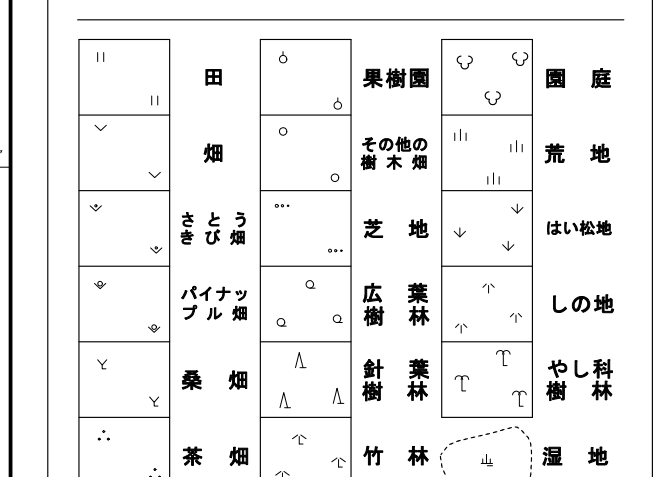 田
果樹園
園庭
畑
その他の
樹木畑
荒地
さとう
きび畑
芝地
はい松地
パイナッ
プル畑
広葉
樹林
しの地
桑畑
針葉
樹林
やし科
樹林
茶畑
竹林
湿地